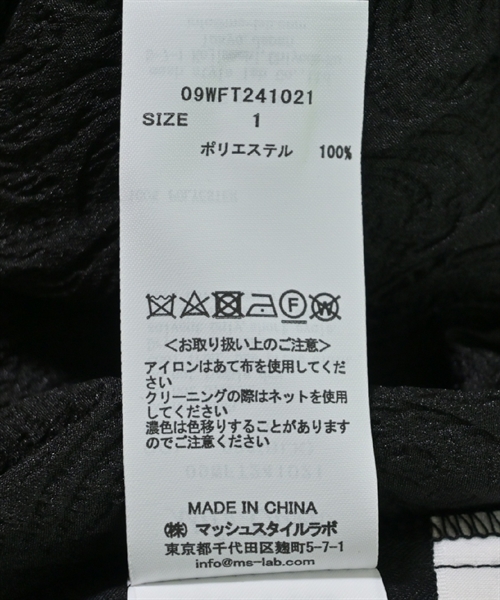 09WFT241021
SIZE 1
ポリエステル 100%
F
W
<お取り扱い上のご注意>
アイロンはあて布を使用してくだ
さい
クリーニングの際はネットを使用
してください
濃色は色移りすることがあります
のでご注意ください
MADE IN CHINA
(株) マッシュスタイルラボ
東京都千代田区麹町5-7-1
info@ms-lab.com